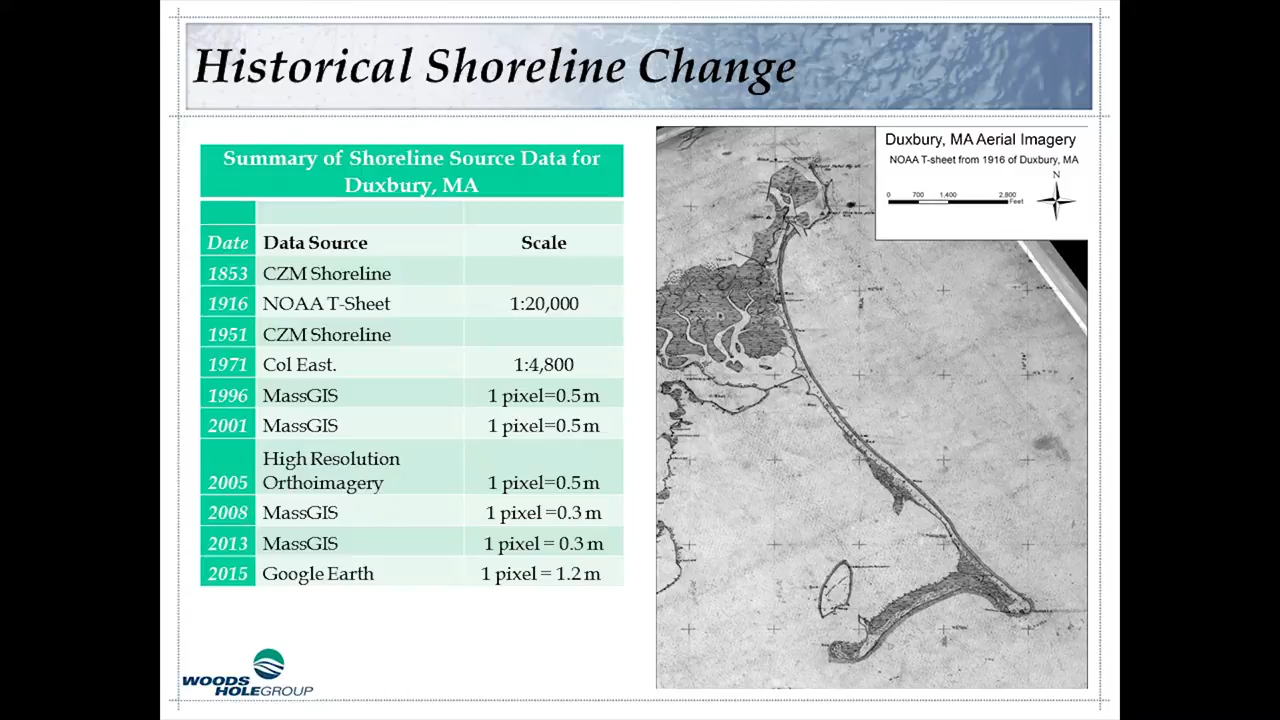 Historical Shoreline Change
Summary of Shoreline Source Data for
Duxbury, MA
Date Data Source Scale
1853 CZM Shoreline
1916 NOAA T-Sheet 1:20,000
1951 CZM Shoreline
1971 Col East. 1:4,800
1996 MassGIS 1 pixel=0.5 m
2001 MassGIS 1 pixel=0.5 m
High Resolution
2005 Orthoimagery 1 pixel=0.5 m
2008 MassGIS 1 pixel =0.3 m
2013 MassGIS 1 pixel = 0.3 m
2015 Google Earth 1 pixel = 1.2 m
Duxbury, MA Aerial Imagery
NOAA T-sheet from 1916 of Duxbury, MA
N
0 700 1,400 2,800
Feet
WOODS
HOLEGROUP